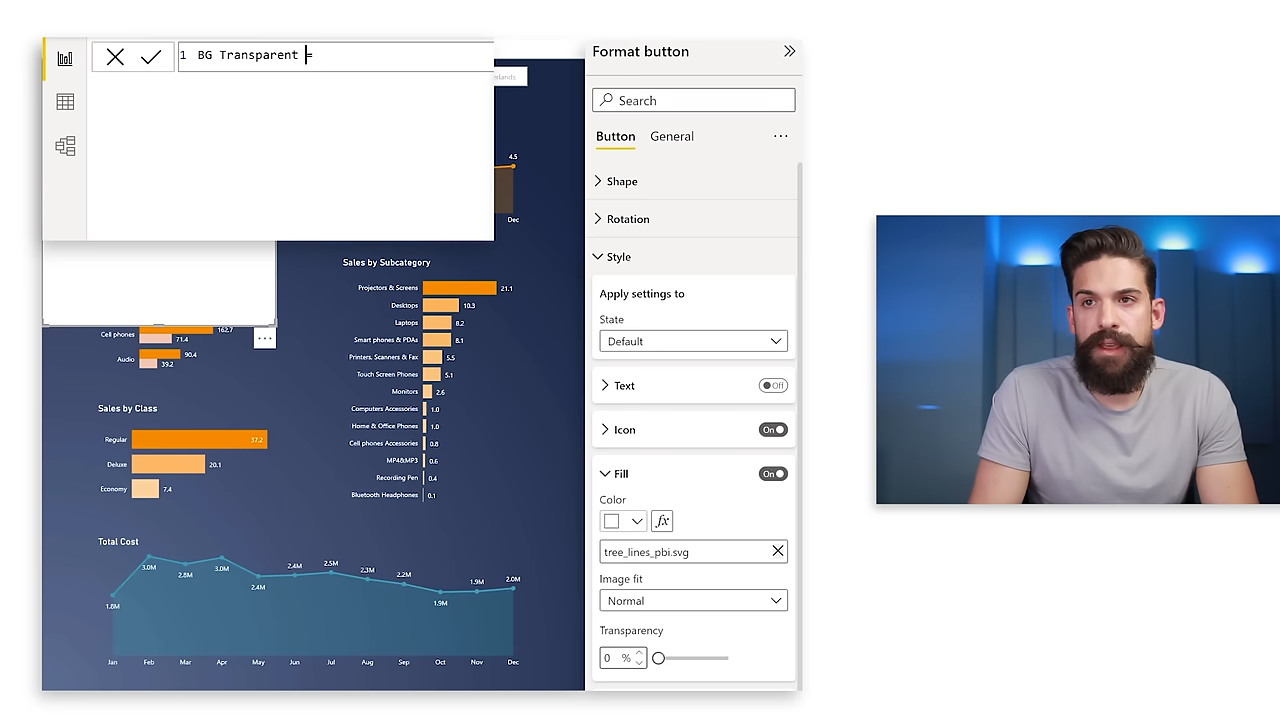 1 BG Transparent =
erlands
4.5
Dec
Sales by Subcategory
Projectors & Screens 21.1
Desktops 10.3
Laptops 8.2
Smart phones & PDAs 8.1
Printers, Scanners & Fax 5.5
Touch Screen Phones 5.1
Monitors 2.6
Computers Accessories 1.0
Home & Office Phones 1.0
Cell phones Accessories 0.8
MP4&MP3 0.6
Recording Pen 0.4
Bluetooth Headphones 0.1
Cell phones 162.7
71.4
Audio 90.4
39.2
Sales by Class
Regular 37.2
Deluxe 20.1
Economy 7.4
Total Cost
1.8M 3.0M 2.8M 3.0M 2.4M 2.4M 2.5M 2.3M 2.2M 1.9M 1.9M 2.0M
Jan Feb Mar Apr May Jun Jul Aug Sep Oct Nov Dec
Format button
Search
Button General
Shape
Rotation
Style
Apply settings to
State
Default
Text Off
Icon On
Fill On
Color
fx
tree_lines_pbi.svg
Image fit
Normal
Transparency
0 %